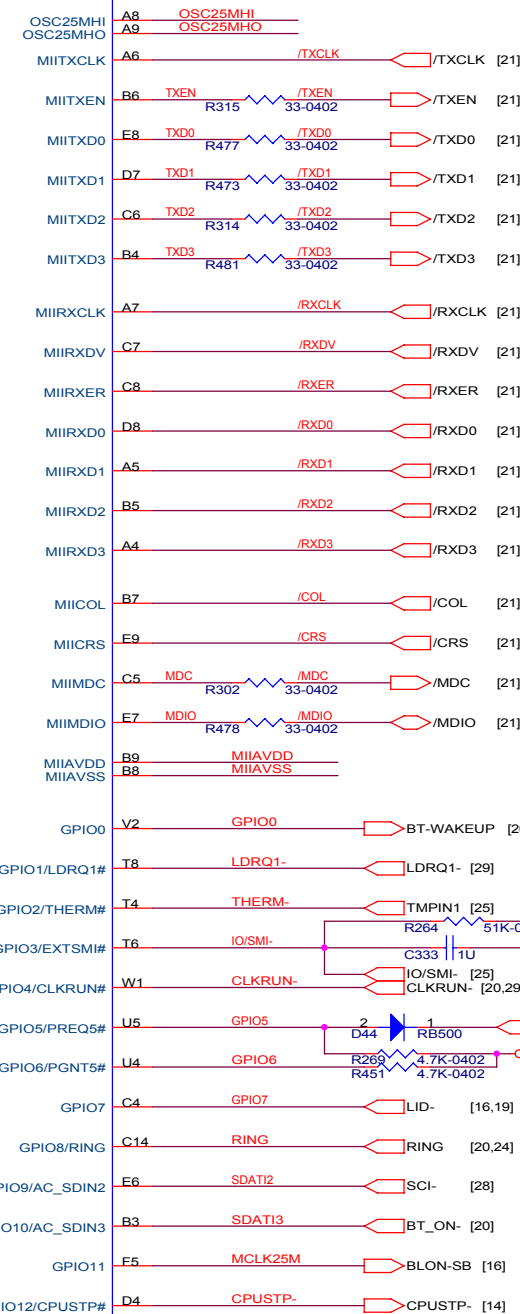 OSC25MHI A8 OSC25MHI
OSC25MHO A9 OSC25MHO
MIITXCLK A6 /TXCLK /TXCLK [21]
MIITXEN B6 TXEN R315 /TXEN 33-0402 /TXEN [21]
MIITXD0 E8 TXD0 R477 /TXD0 33-0402 /TXD0 [21]
MIITXD1 D7 TXD1 R473 /TXD1 33-0402 /TXD1 [21]
MIITXD2 C6 TXD2 R314 /TXD2 33-0402 /TXD2 [21]
MIITXD3 B4 TXD3 R481 /TXD3 33-0402 /TXD3 [21]
MIIRXCLK A7 /RXCLK /RXCLK [21]
MIIRXDV C7 /RXDV /RXDV [21]
MIIRXER C8 /RXER /RXER [21]
MIIRXD0 D8 /RXD0 /RXD0 [21]
MIIRXD1 A5 /RXD1 /RXD1 [21]
MIIRXD2 B5 /RXD2 /RXD2 [21]
MIIRXD3 A4 /RXD3 /RXD3 [21]
MIICOL B7 /COL /COL [21]
MIICRS E9 /CRS /CRS [21]
MIIMDC C5 MDC R302 /MDC 33-0402 /MDC [21]
MIIMDIO E7 MDIO R478 /MDIO 33-0402 /MDIO [21]
MIIAVDD B9 MIIAVDD
MIIAVSS B8 MIIAVSS
GPIO0 V2 GPIO0 BT-WAKEUP
GPIO1/LDRQ1# T8 LDRQ1- LDRQ1- [29]
GPIO2/THERM# T4 THERM- TMPIN1 [25]
R264
GPIO3/EXTSMI# T6 IO/SMI- C333 1U
IO/SMI- [25]
PIO4/CLKRUN# W1 CLKRUN- CLKRUN- [20,29
GPIO5/PREQ5# U5 GPIO5 2 D44 1 RB500
R269 4.7K-0402
GPIO6/PGNT5# U4 GPIO6 R451 4.7K-0402
GPIO7 C4 GPIO7 LID- [16,19]
GPIO8/RING C14 RING RING [20,24]
PIO9/AC_SDIN2 E6 SDATI2 SCI- [28]
IO10/AC_SDIN3 B3 SDATI3 BT_ON- [20]
GPIO11 F5 MCLK25M BLON-SB [16]
IO12/CPUSTP# D4 CPUSTP- CPUSTP- [14]